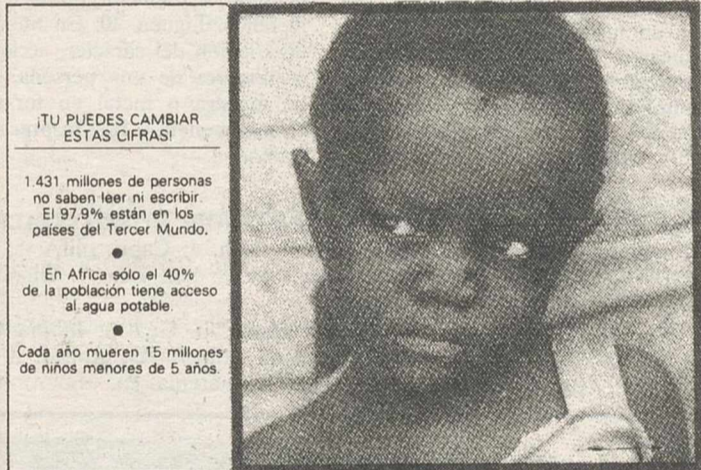 ¡TU PUEDES CAMBIAR
ESTAS CIFRAS!
1.431 millones de personas
no saben leer ni escribir.
El 97,9% están en los
países del Tercer Mundo.
En Africa sólo el 40%
de la población tiene acceso
al agua potable.
Cada año mueren 15 millones
de niños menores de 5 años.